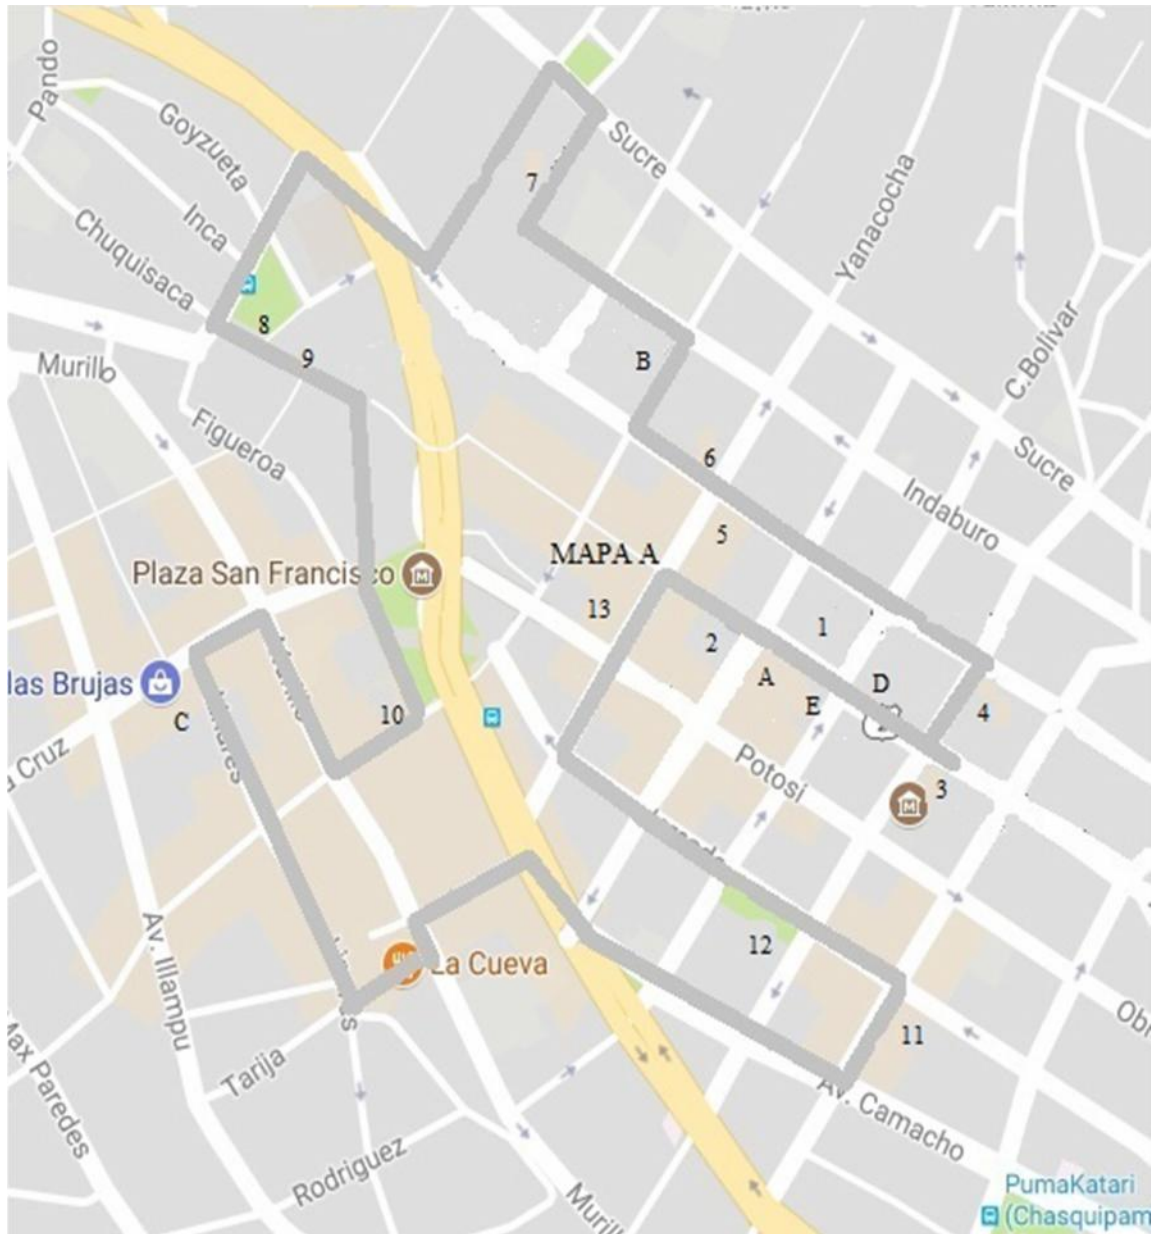 Pando
Goyzueta
Sucre
7
Yanacocha
Inca
Chuquisaca
8
9
B
C.Bolivar
Murillo
Figueroa
6
Sucre
Indaburo
5
MAPA A
Plaza San Francisco
13
1
2
A
D
las Brujas
E
4
C
10
a Cruz
Potosi
3
12
La Cueva
Av. Illampu
11
Obr
Max Paredes
Tarija
Av. Camacho
Rodriguez
PumaKatari
(Chasquipam
Murill